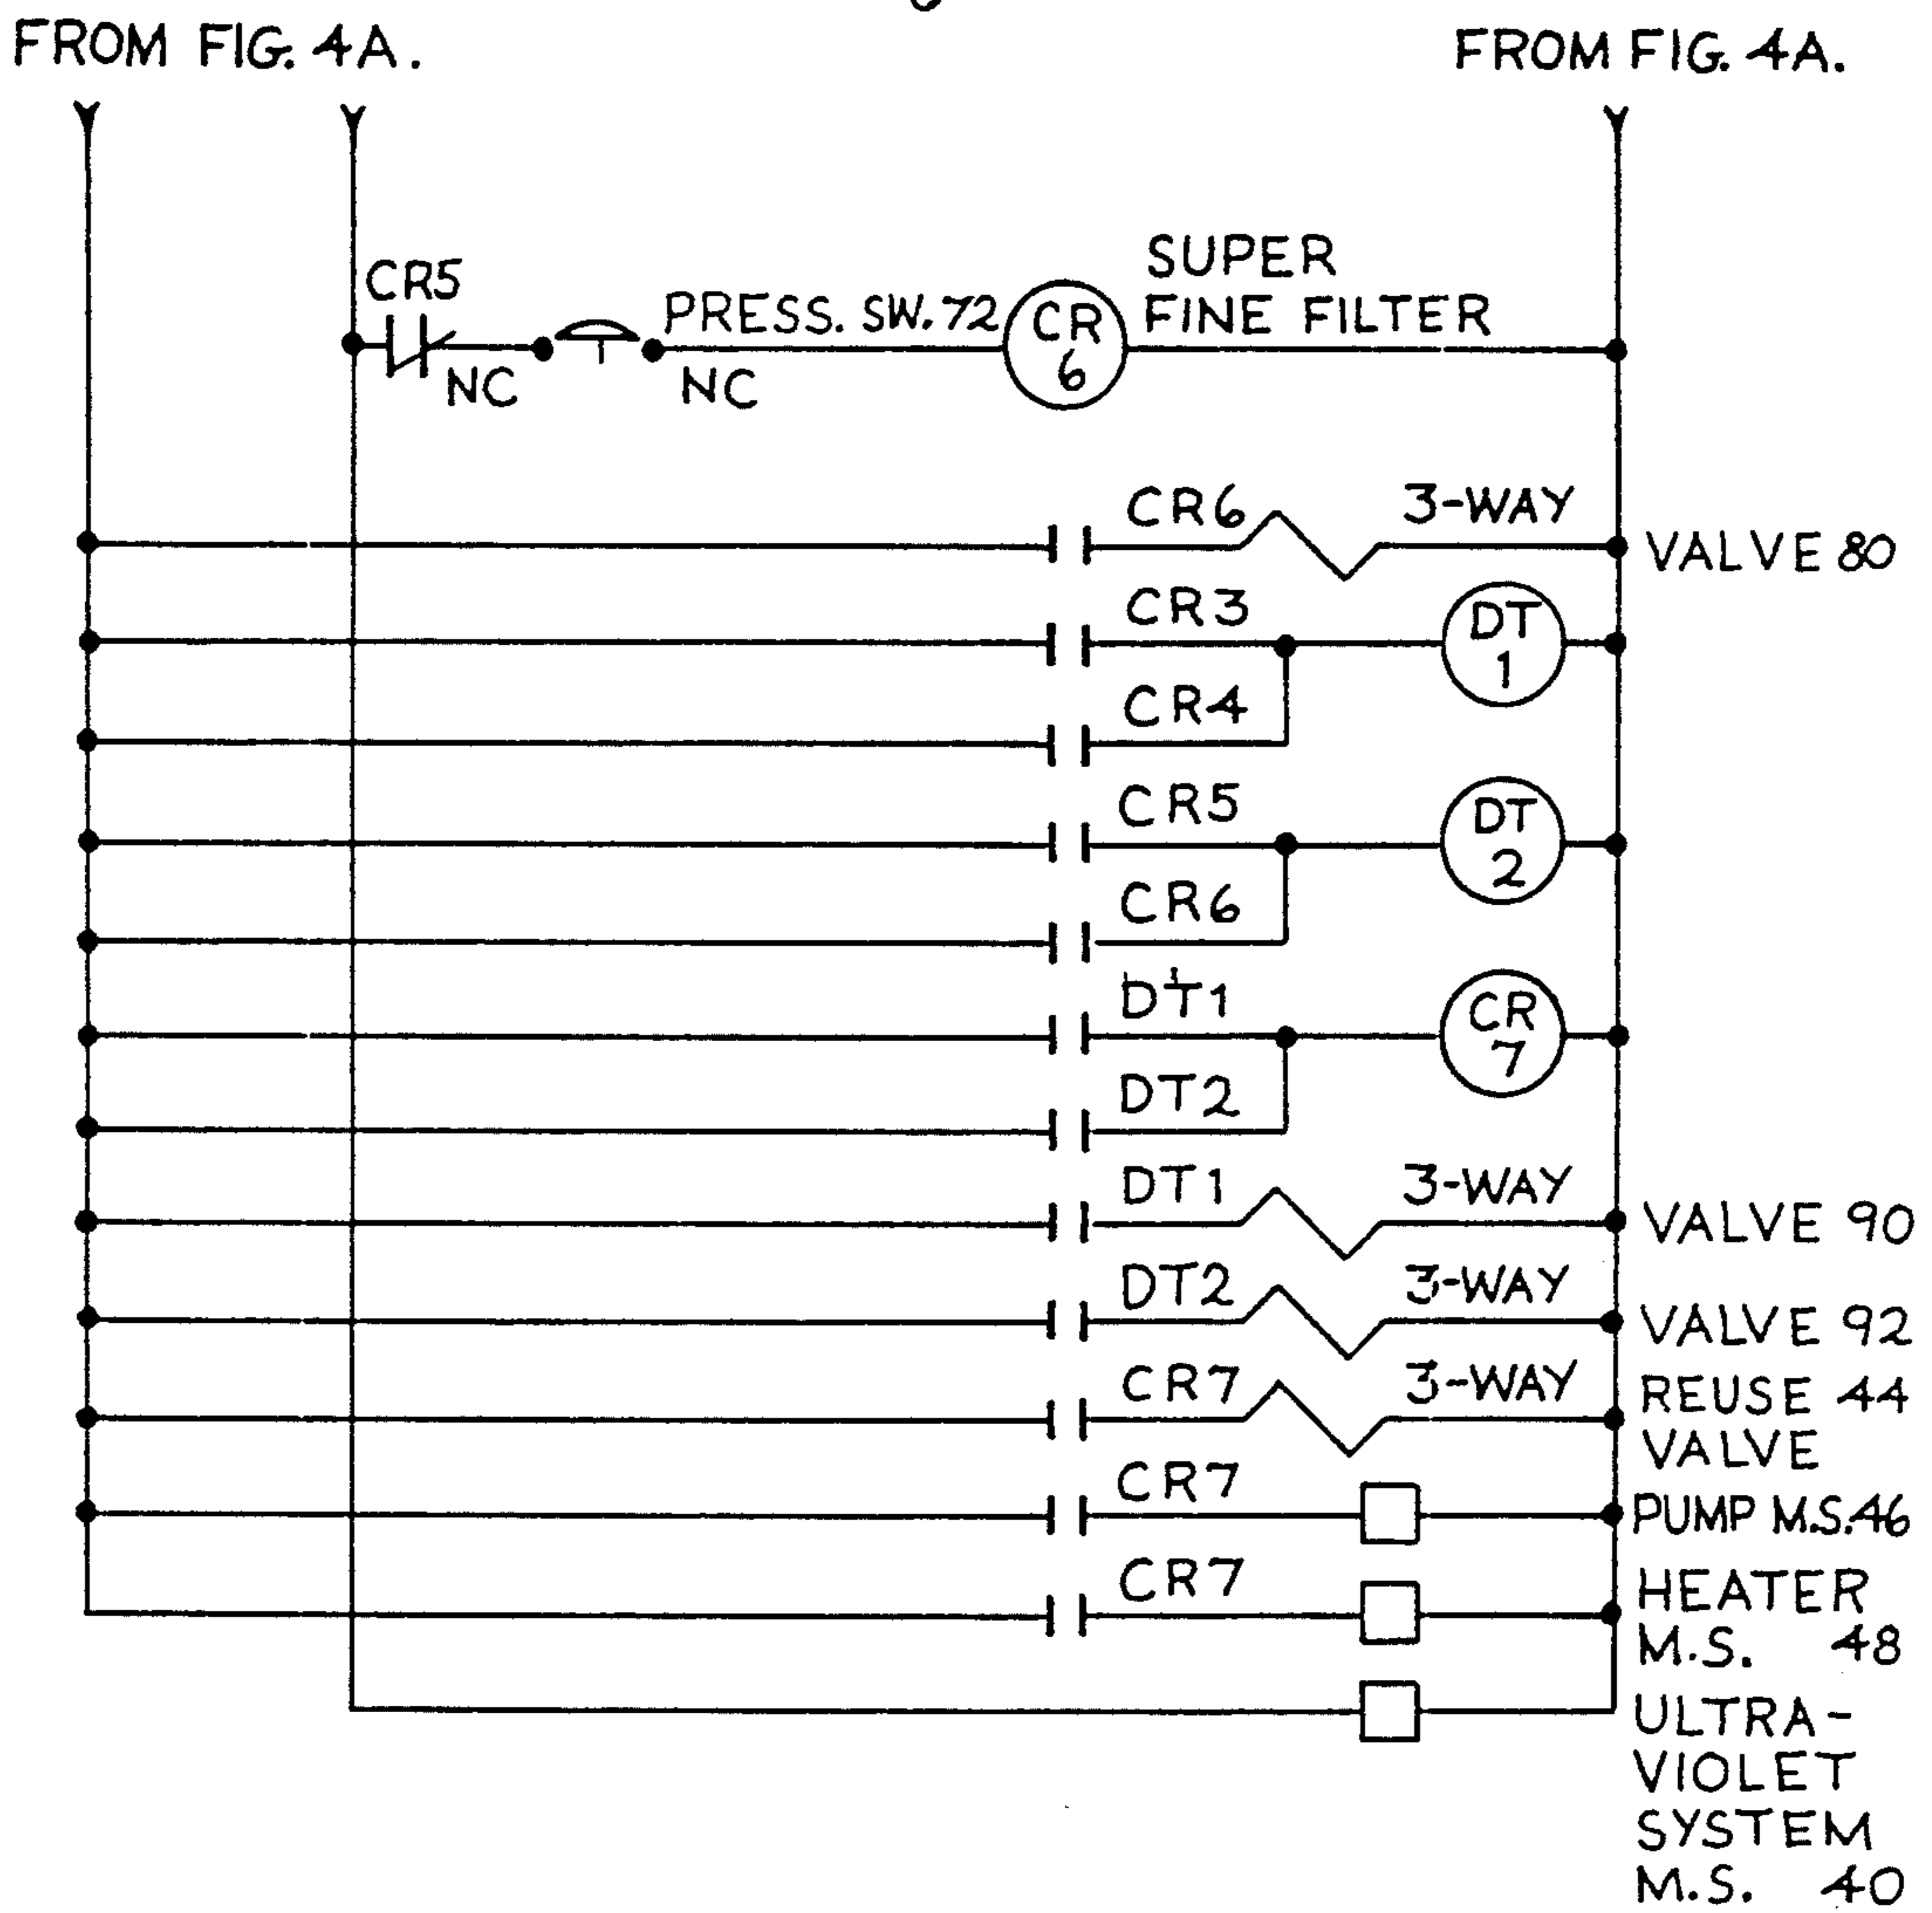 FROM FIG. 4A.
FROM FIG. 4A.
CR5
NC
PRESS. SW. 72
NC
CR
6
SUPER
FINE FILTER
CR6
3-WAY
VALVE 80
CR3
DT
1
CR4
CR5
DT
2
CR6
DT1
CR
7
DT2
DT1
3-WAY
VALVE 90
DT2
3-WAY
VALVE 92
CR7
3-WAY
REUSE 44
VALVE
CR7
PUMP M.S.46
CR7
HEATER
M.S. 48
ULTRA-
VIOLET
SYSTEM
M.S. 40